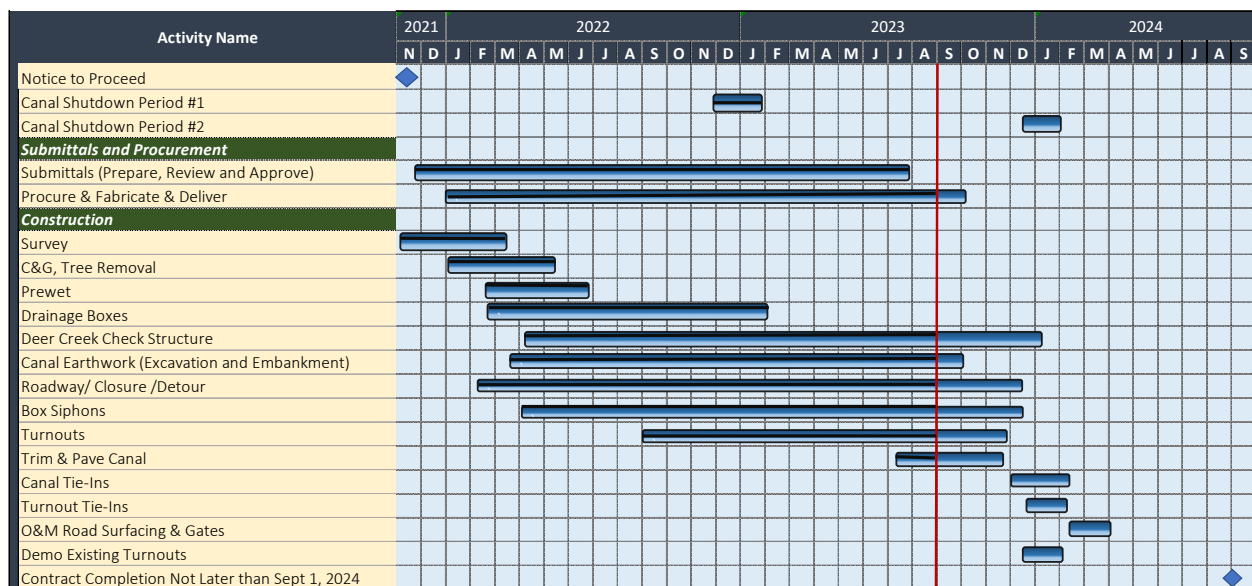 Activity Name
2021 2022 2023 2024
N D J F M A M J J A S O N D J F M A M J J A S O N D J F M A M J J A S
Notice to Proceed
Canal Shutdown Period #1
Canal Shutdown Period #2
Submittals and Procurement
Submittals (Prepare, Review and Approve)
Procure & Fabricate & Deliver
Construction
Survey
C&G, Tree Removal
Prewet
Drainage Boxes
Deer Creek Check Structure
Canal Earthwork (Excavation and Embankment)
Roadway/ Closure /Detour
Box Siphons
Turnouts
Trim & Pave Canal
Canal Tie-Ins
Turnout Tie-Ins
O&M Road Surfacing & Gates
Demo Existing Turnouts
Contract Completion Not Later than Sept 1, 2024